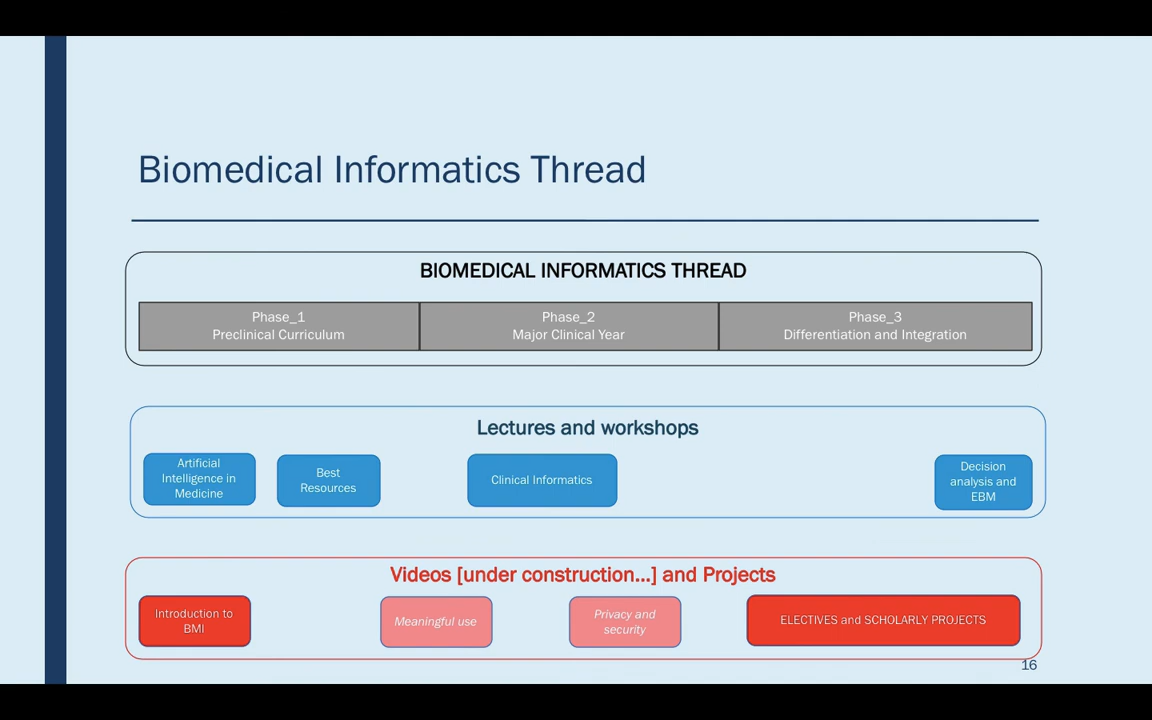 Biomedical Informatics Thread
BIOMEDICAL INFORMATICS THREAD
Phase_1
Preclinical Curriculum
Phase_2
Major Clinical Year
Phase_3
Differentiation and Integration
Lectures and workshops
Artificial
Intelligence in
Medicine
Best
Resources
Clinical Informatics
Decision
analysis and
EBM
Videos [under construction...] and Projects
Introduction to
BMI
Meaningful use
Privacy and
security
ELECTIVES and SCHOLARLY PROJECTS
16